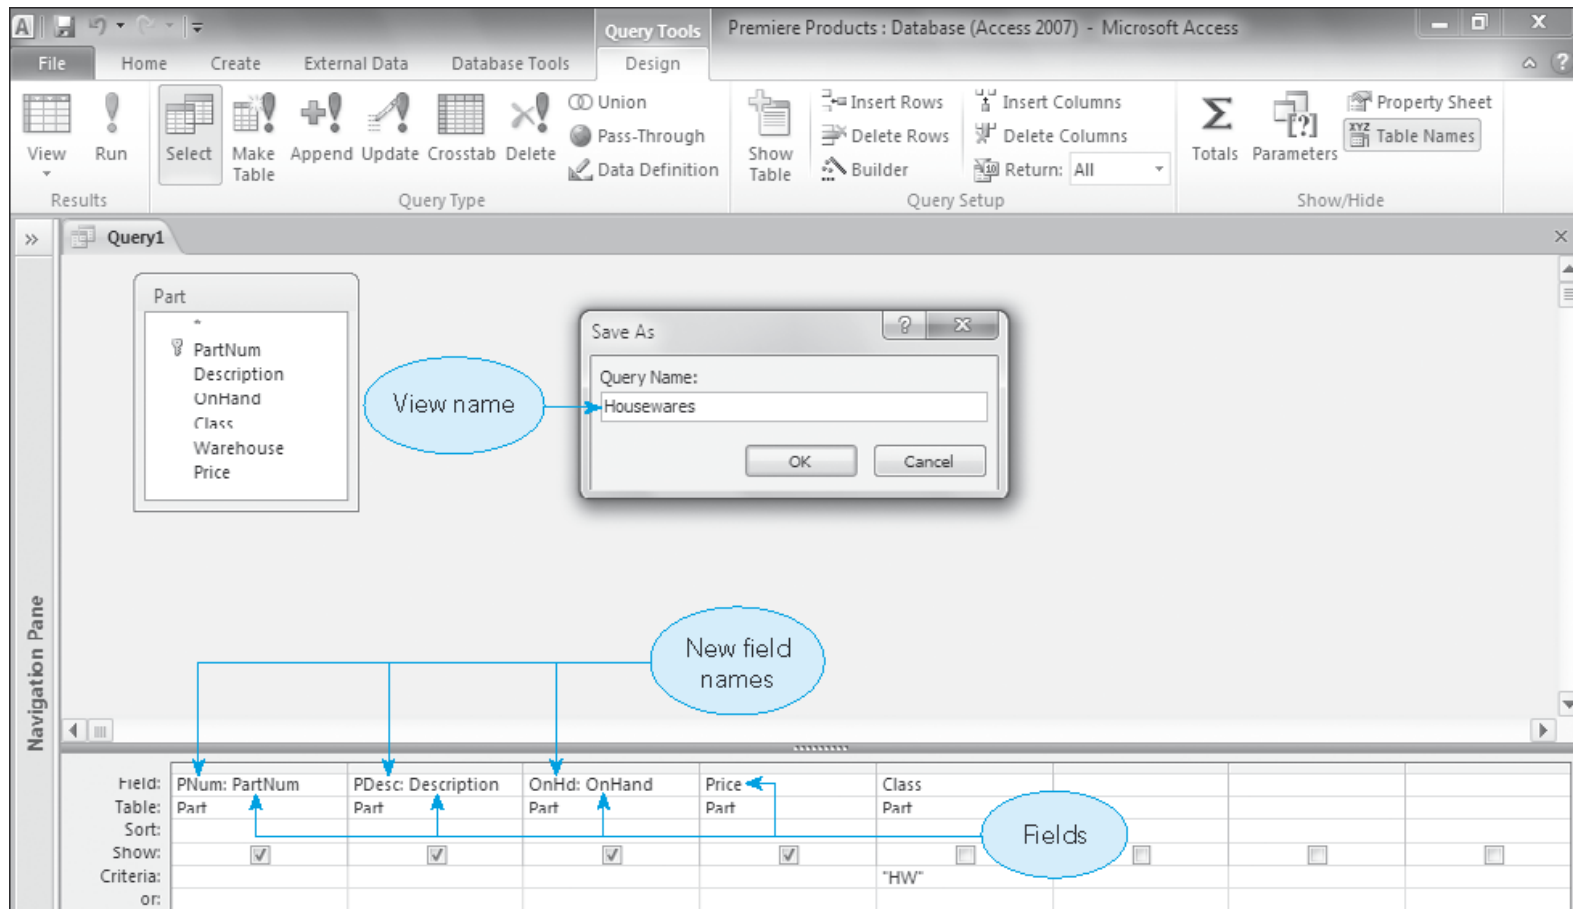 A
Query Tools
Premiere Products : Database (Access 2007) - Microsoft Access
File Home Create External Data Database Tools Design
View Run Select Make Table Append Update Crosstab Delete
Union
Pass-Through
Data Definition
Show Table
Insert Rows
Delete Rows
Builder
Insert Columns
Delete Columns
Return: All
Totals Parameters
Property Sheet
Table Names
Results Query Type Query Setup Show/Hide
Query1
Navigation Pane
Part
*
PartNum
Description
OnHand
Class
Warehouse
Price
View name
Save As
Query Name:
Housewares
OK Cancel
New field
names
Field: PNum: PartNum PDesc: Description OnHd: OnHand Price Class
Table: Part Part Part Part Part
Sort:
Show:
Criteria: "HW"
or:
Fields